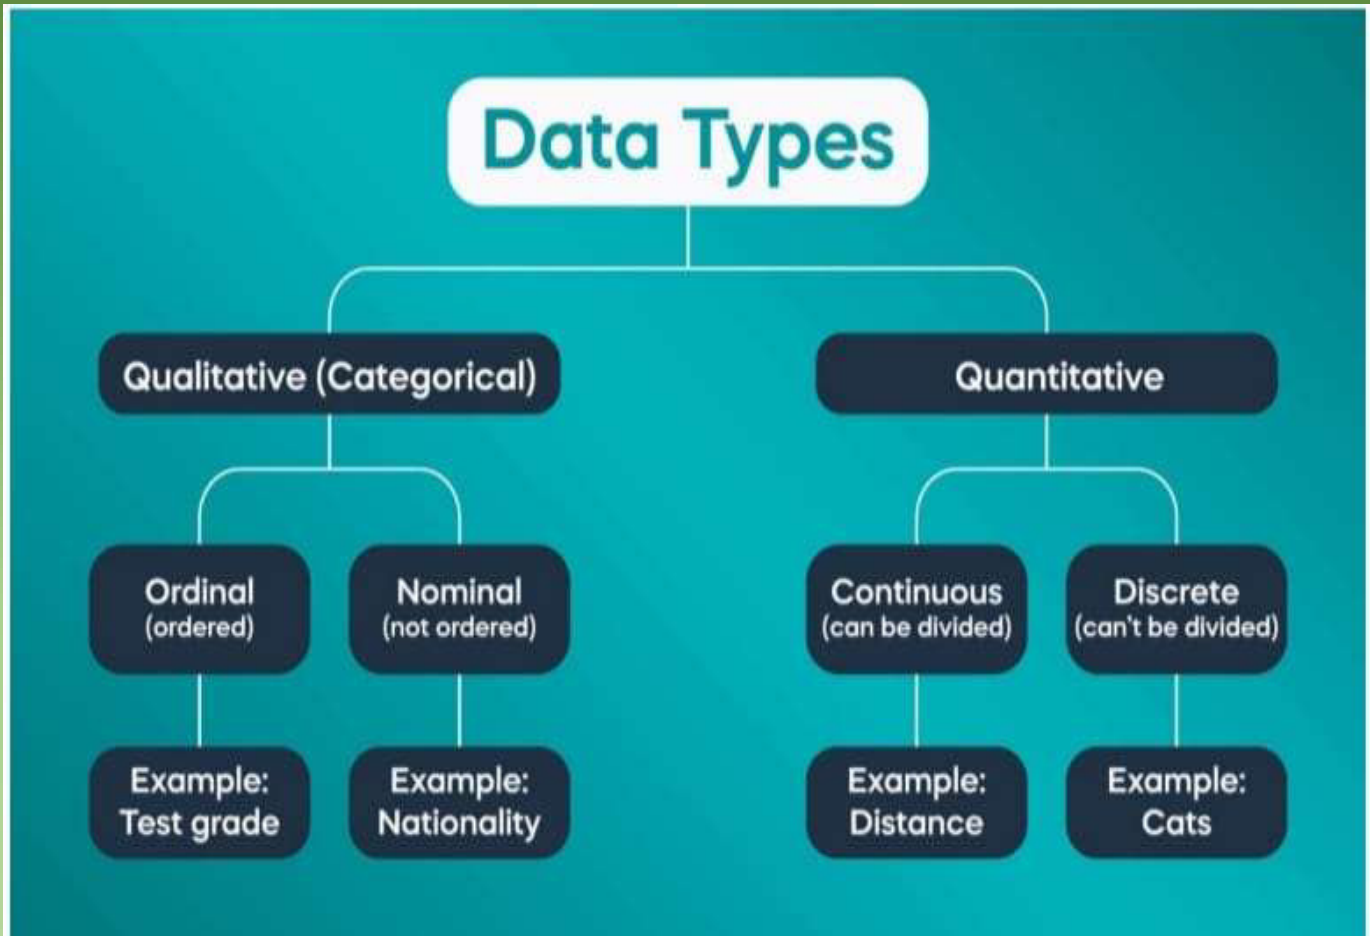 Data Types
Qualitative (Categorical)
Quantitative
Ordinal
(ordered)
Nominal
(not ordered)
Continuous
(can be divided)
Discrete
(can't be divided)
Example:
Test grade
Example:
Nationality
Example:
Distance
Example:
Cats